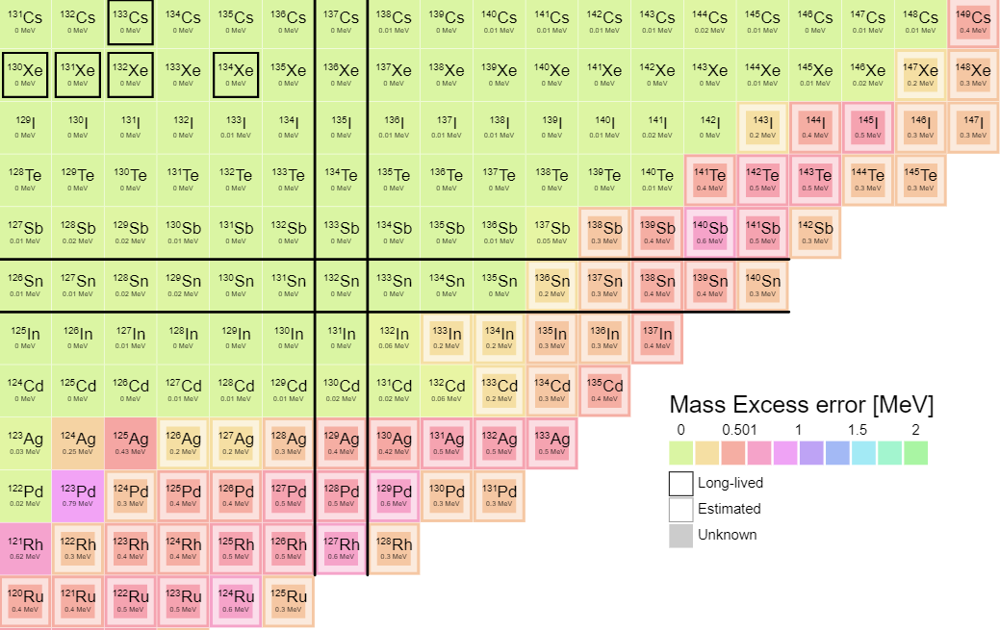 131Cs 132Cs 133Cs 134Cs 135Cs 136Cs 137Cs 138Cs 139Cs 140Cs 141Cs 142Cs 143Cs 144Cs 145Cs 146Cs 147Cs 148Cs 149Cs
0 MeV 0 MeV 0 MeV 0 MeV 0 MeV 0 MeV 0 MeV 0.01 MeV 0 MeV 0.01 MeV 0.01 MeV 0.01 MeV 0.01 MeV 0.02 MeV 0.01 MeV 0 MeV 0.01 MeV 0.01 MeV 0.4 MeV
130Xe 131Xe 132Xe 133Xe 134Xe 135Xe 136Xe 137Xe 138Xe 139Xe 140Xe 141Xe 142Xe 143Xe 144Xe 145Xe 146Xe 147Xe 148Xe
0 MeV 0 MeV 0 MeV 0 MeV 0 MeV 0 MeV 0 MeV 0 MeV 0 MeV 0 MeV 0 MeV 0 MeV 0 MeV 0 MeV 0.01 MeV 0.01 MeV 0.02 MeV 0.2 MeV 0.3 MeV
129I 130I 131I 132I 133I 134I 135I 136I 137I 138I 139I 140I 141I 142I 143I 144I 145I 146I 147I
0 MeV 0 MeV 0 MeV 0 MeV 0.01 MeV 0 MeV 0 MeV 0.01 MeV 0.01 MeV 0.01 MeV 0 MeV 0.01 MeV 0.02 MeV 0 MeV 0.2 MeV 0.4 MeV 0.5 MeV 0.3 MeV 0.3 MeV
128Te 129Te 130Te 131Te 132Te 133Te 134Te 135Te 136Te 137Te 138Te 139Te 140Te 141Te 142Te 143Te 144Te 145Te
0 MeV 0 MeV 0 MeV 0 MeV 0 MeV 0 MeV 0 MeV 0 MeV 0 MeV 0 MeV 0 MeV 0 MeV 0.01 MeV 0.4 MeV 0.5 MeV 0.5 MeV 0.3 MeV 0.3 MeV
127Sb 128Sb 129Sb 130Sb 131Sb 132Sb 133Sb 134Sb 135Sb 136Sb 137Sb 138Sb 139Sb 140Sb 141Sb 142Sb
0.01 MeV 0.02 MeV 0.02 MeV 0.01 MeV 0 MeV 0 MeV 0 MeV 0 MeV 0 MeV 0.01 MeV 0.05 MeV 0.3 MeV 0.4 MeV 0.6 MeV 0.5 MeV 0.3 MeV
126Sn 127Sn 128Sn 129Sn 130Sn 131Sn 132Sn 133Sn 134Sn 135Sn 136Sn 137Sn 138Sn 139Sn 140Sn
0.01 MeV 0.01 MeV 0.02 MeV 0.02 MeV 0 MeV 0 MeV 0 MeV 0 MeV 0 MeV 0 MeV 0.2 MeV 0.3 MeV 0.4 MeV 0.4 MeV 0.3 MeV
125In 126In 127In 128In 129In 130In 131In 132In 133In 134In 135In 136In 137In
0 MeV 0 MeV 0.01 MeV 0 MeV 0 MeV 0 MeV 0 MeV 0.06 MeV 0.2 MeV 0.2 MeV 0.3 MeV 0.3 MeV 0.4 MeV
124Cd 125Cd 126Cd 127Cd 128Cd 129Cd 130Cd 131Cd 132Cd 133Cd 134Cd 135Cd
0 MeV 0 MeV 0 MeV 0.01 MeV 0.01 MeV 0.01 MeV 0.02 MeV 0.02 MeV 0.06 MeV 0.2 MeV 0.3 MeV 0.4 MeV
123Ag 124Ag 125Ag 126Ag 127Ag 128Ag 129Ag 130Ag 131Ag 132Ag 133Ag
0.03 MeV 0.25 MeV 0.43 MeV 0.2 MeV 0.2 MeV 0.3 MeV 0.4 MeV 0.42 MeV 0.5 MeV 0.5 MeV 0.5 MeV
122Pd 123Pd 124Pd 125Pd 126Pd 127Pd 128Pd 129Pd 130Pd 131Pd
0.02 MeV 0.79 MeV 0.3 MeV 0.4 MeV 0.4 MeV 0.5 MeV 0.5 MeV 0.6 MeV 0.3 MeV 0.3 MeV
121Rh 122Rh 123Rh 124Rh 125Rh 126Rh 127Rh 128Rh
0.62 MeV 0.3 MeV 0.4 MeV 0.4 MeV 0.5 MeV 0.5 MeV 0.6 MeV 0.3 MeV
120Ru 121Ru 122Ru 123Ru 124Ru 125Ru
0.4 MeV 0.4 MeV 0.5 MeV 0.5 MeV 0.6 MeV 0.3 MeV
Mass Excess error [MeV]
0 0.501 1 1.5 2
Long-lived
Estimated
Unknown